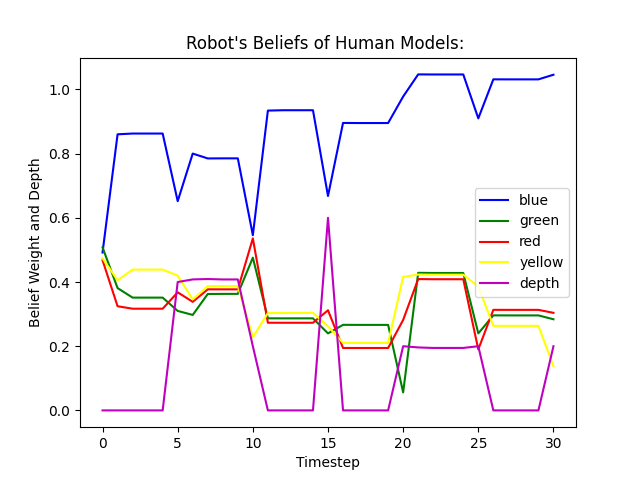 Robot's Beliefs of Human Models:
Belief Weight and Depth
1.0
0.8
0.6
0.4
0.2
0.0
blue
green
red
yellow
depth
0 5 10 15 20 25 30
Timestep